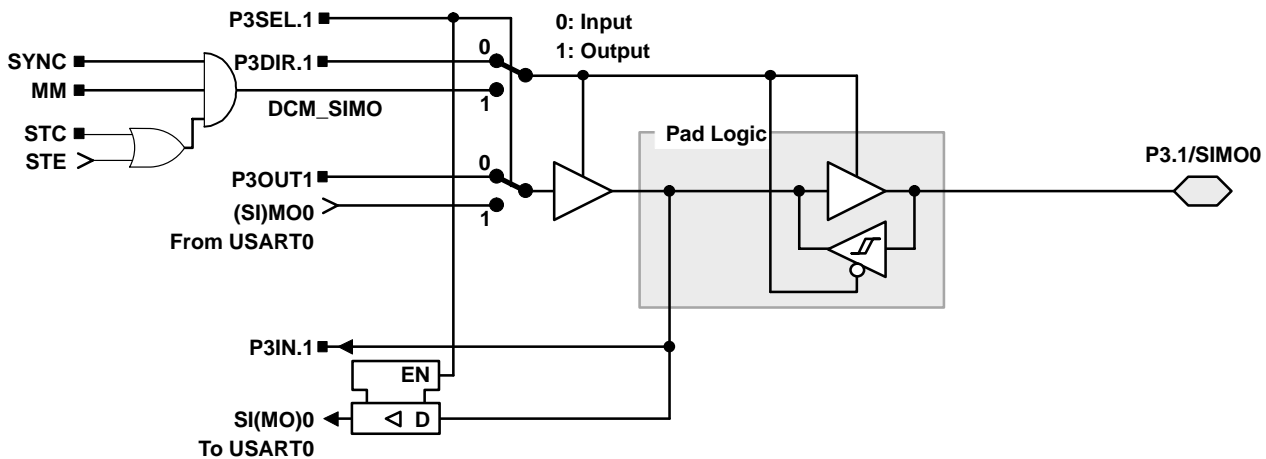 P3SEL.1
0: Input
1: Output
SYNC
P3DIR.1
0
MM
1
DCM_SIMO
STC
STE
Pad Logic
P3.1/SIMO0
P3OUT1
0
(SI)MO0
1
From USART0
P3IN.1
EN
SI(MO)0
D
To USART0